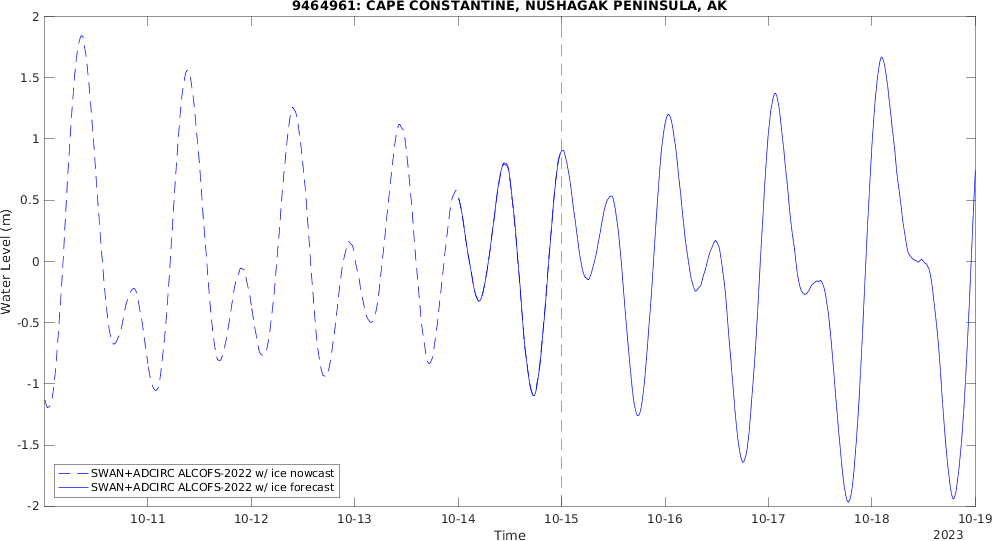 9464961: CAPE CONSTANTINE, NUSHAGAK PENINSULA, AK
2
1.5
1
0.5
0
-0.5
-1
-1.5
-2
Water Level (m)
SWAN+ADCIRC ALCOFS-2022 w/ ice nowcast
SWAN+ADCIRC ALCOFS-2022 w/ ice forecast
10-11 10-12 10-13 10-14 10-15 10-16 10-17 10-18 10-19
Time
2023